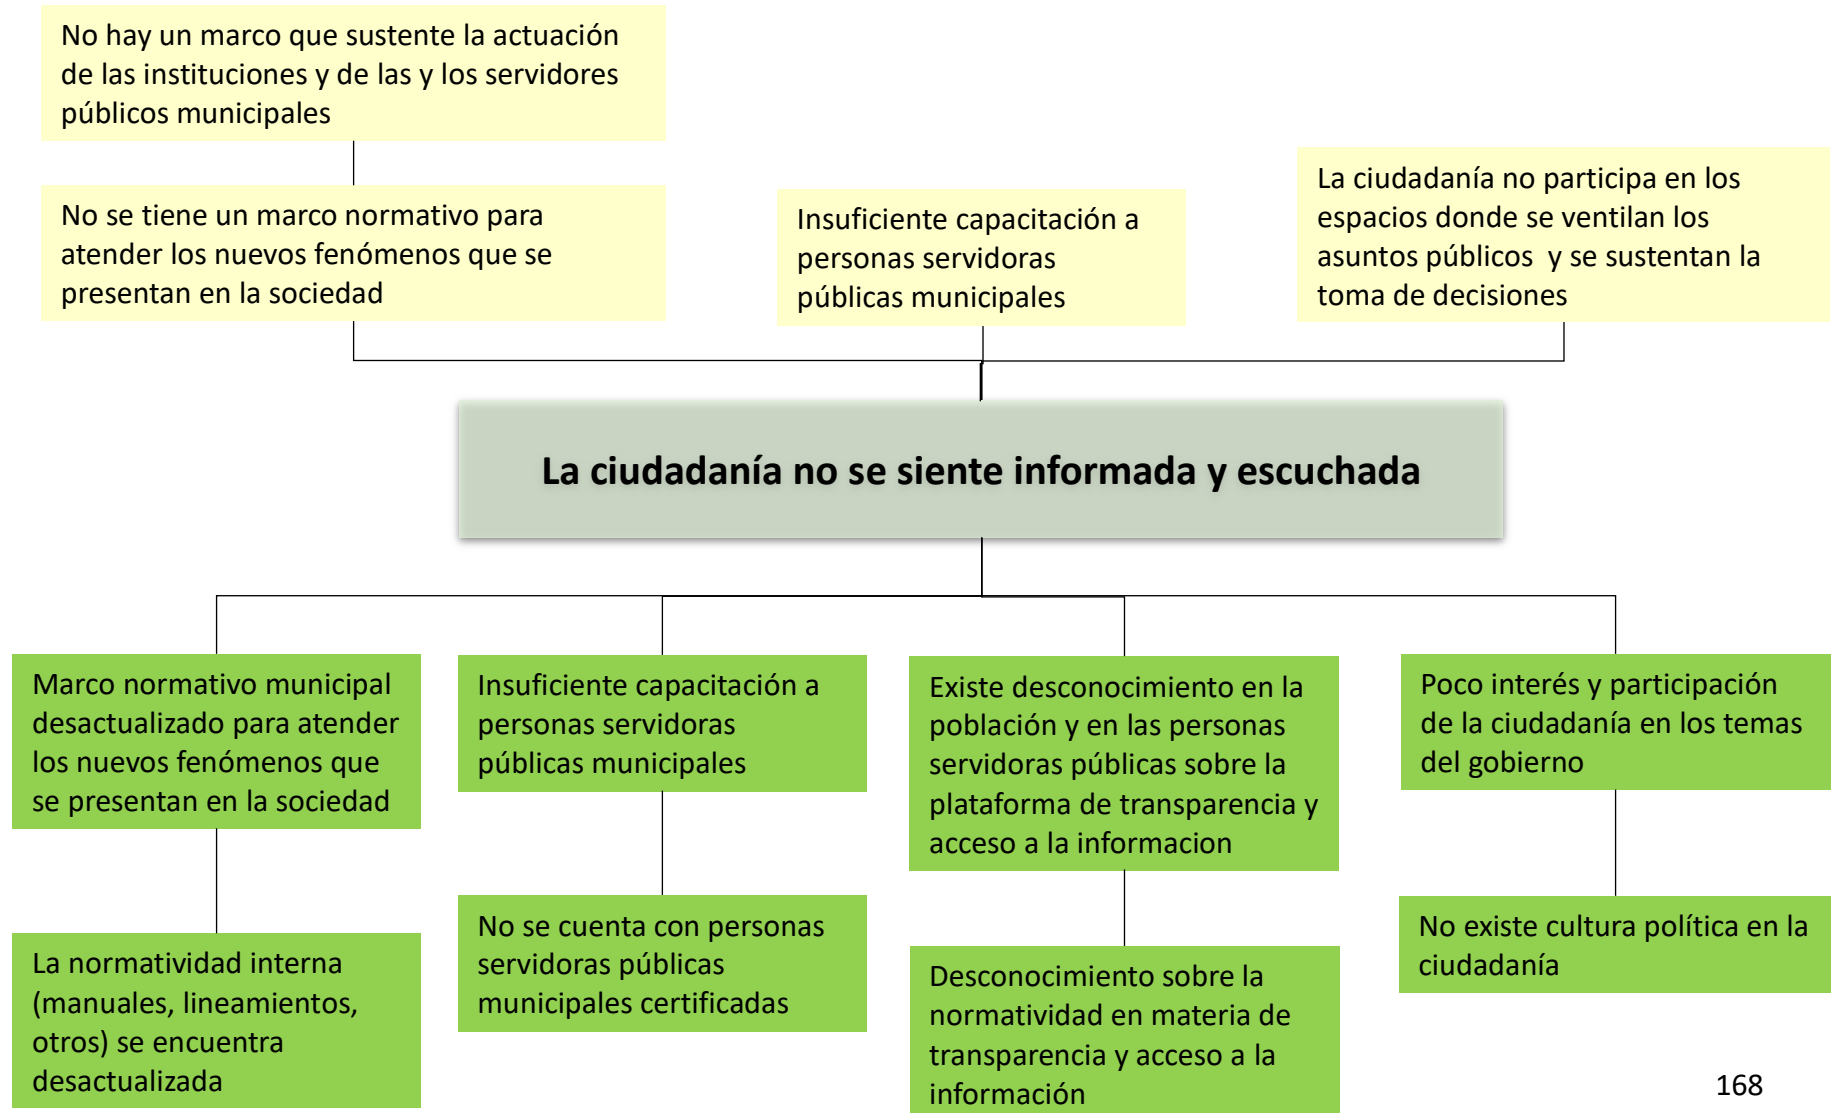 No hay un marco que sustente la actuación
de las instituciones y de las y los servidores
públicos municipales
No se tiene un marco normativo para
atender los nuevos fenómenos que se
presentan en la sociedad
Insuficiente capacitación a
personas servidoras
públicas municipales
La ciudadanía no participa en los
espacios donde se ventilan los
asuntos públicos  y se sustentan la
toma de decisiones
La ciudadanía no se siente informada y escuchada
Marco normativo municipal
desactualizado para atender
los nuevos fenómenos que
se presentan en la sociedad
Insuficiente capacitación a
personas servidoras
públicas municipales
Existe desconocimiento en la
población y en las personas
servidoras públicas sobre la
plataforma de transparencia y
acceso a la informacion
Poco interés y participación
de la ciudadanía en los temas
del gobierno
La normatividad interna
(manuales, lineamientos,
otros) se encuentra
desactualizada
No se cuenta con personas
servidoras públicas
municipales certificadas
Desconocimiento sobre la
normatividad en materia de
transparencia y acceso a la
información
No existe cultura política en la
ciudadanía
168